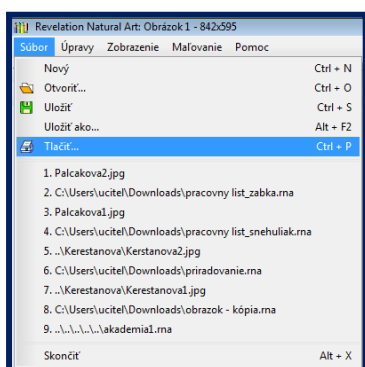 Revelation Natural Art: Obrázok 1 - 842x595
Súbor Úpravy Zobrazenie Maľovanie Pomoc
Nový Ctrl + N
Otvoriť... Ctrl + O
Uložiť Ctrl + S
Uložiť ako... Alt + F2
Tlačiť... Ctrl + P
1. Palcakova2.jpg
2. C:\Users\ucitel\Downloads\pracovny list_zabka.rna
3. Palcakova1.jpg
4. C:\Users\ucitel\Downloads\pracovny list_snehuliak.rna
5. ..\Kerestanova\Kerstanova2.jpg
6. C:\Users\ucitel\Downloads\priradovanie.rna
7. ..\Kerestanova\Kerestanova1.jpg
8. C:\Users\ucitel\Downloads\obrazok - kópia.rna
9. ..\..\..\..\..\akademia1.rna
Skončiť Alt + X